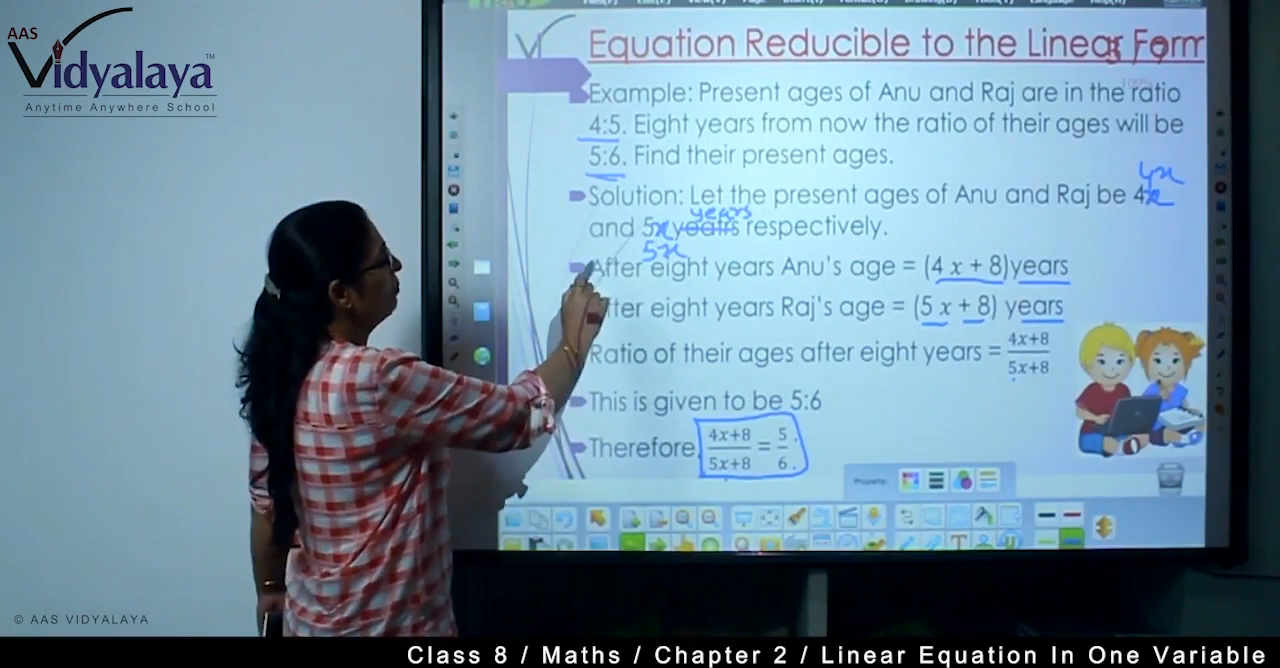 AAS
Vidyalaya™
Anytime Anywhere School
Equation Reducible to the Linear Form
Example: Present ages of Anu and Raj are in the ratio
4:5. Eight years from now the ratio of their ages will be
5:6. Find their present ages.
4x
Solution: Let the present ages of Anu and Raj be 4x
years
and 5x years respectively.
5x
After eight years Anu's age = (4 x + 8)years
After eight years Raj's age = (5 x + 8) years
Ratio of their ages after eight years = 4x+8/5x+8
This is given to be 5:6
Therefore, 4x+8/5x+8 = 5/6
Property:
© AAS VIDYALAYA
Class 8 / Maths / Chapter 2 / Linear Equation In One Variable